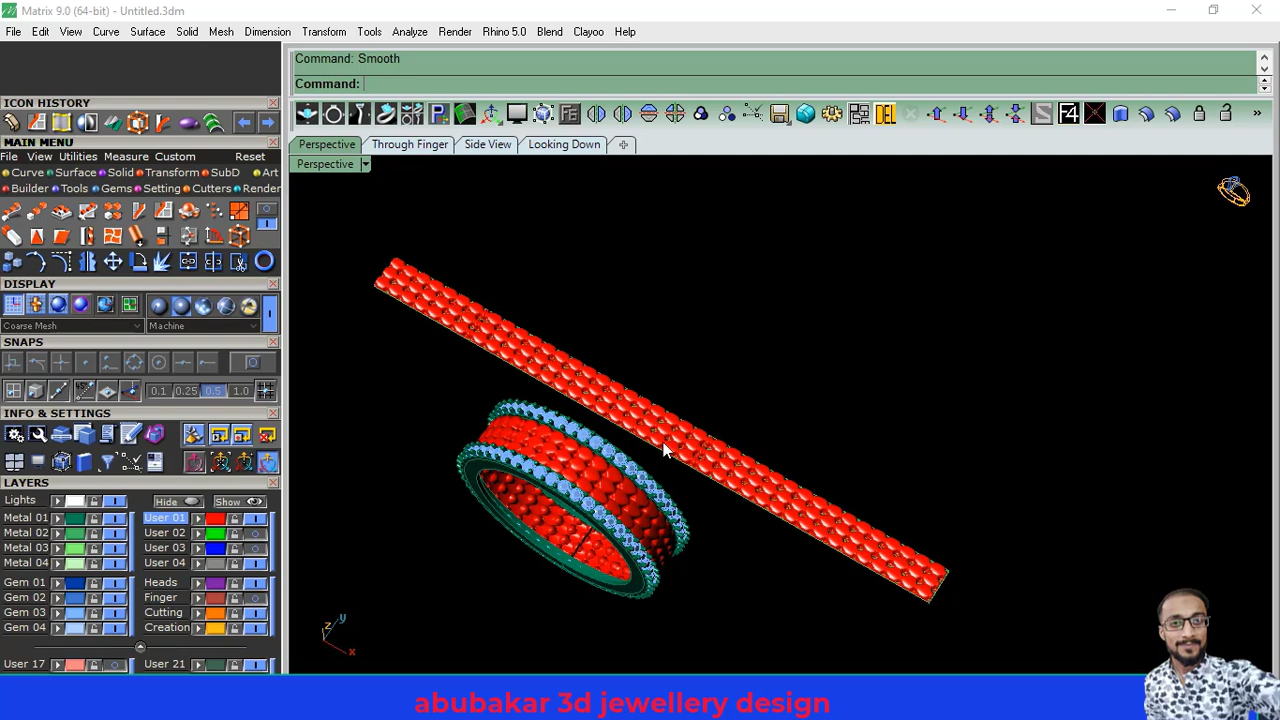 Matrix 9.0 (64-bit) - Untitled.3dm
File Edit View Curve Surface Solid Mesh Dimension Transform Tools Analyze Render Rhino 5.0 Blend Clayoo Help
Command: Smooth
Command:
ICON HISTORY
MAIN MENU
File View Utilities Measure Custom Reset
Curve Surface Solid Transform SubD Art
Builder Tools Gems Setting Cutters Render
Perspective Through Finger Side View Looking Down
Perspective
DISPLAY
Coarse Mesh Machine
SNAPS
0.1 0.25 0.5 1.0
INFO & SETTINGS
LAYERS
Lights Hide Show
Metal 01 User 01
Metal 02 User 02
Metal 03 User 03
Metal 04 User 04
Gem 01 Heads
Gem 02 Finger
Gem 03 Cutting
Gem 04 Creation
User 17 User 21
z y
x
abubakar 3d jewellery design